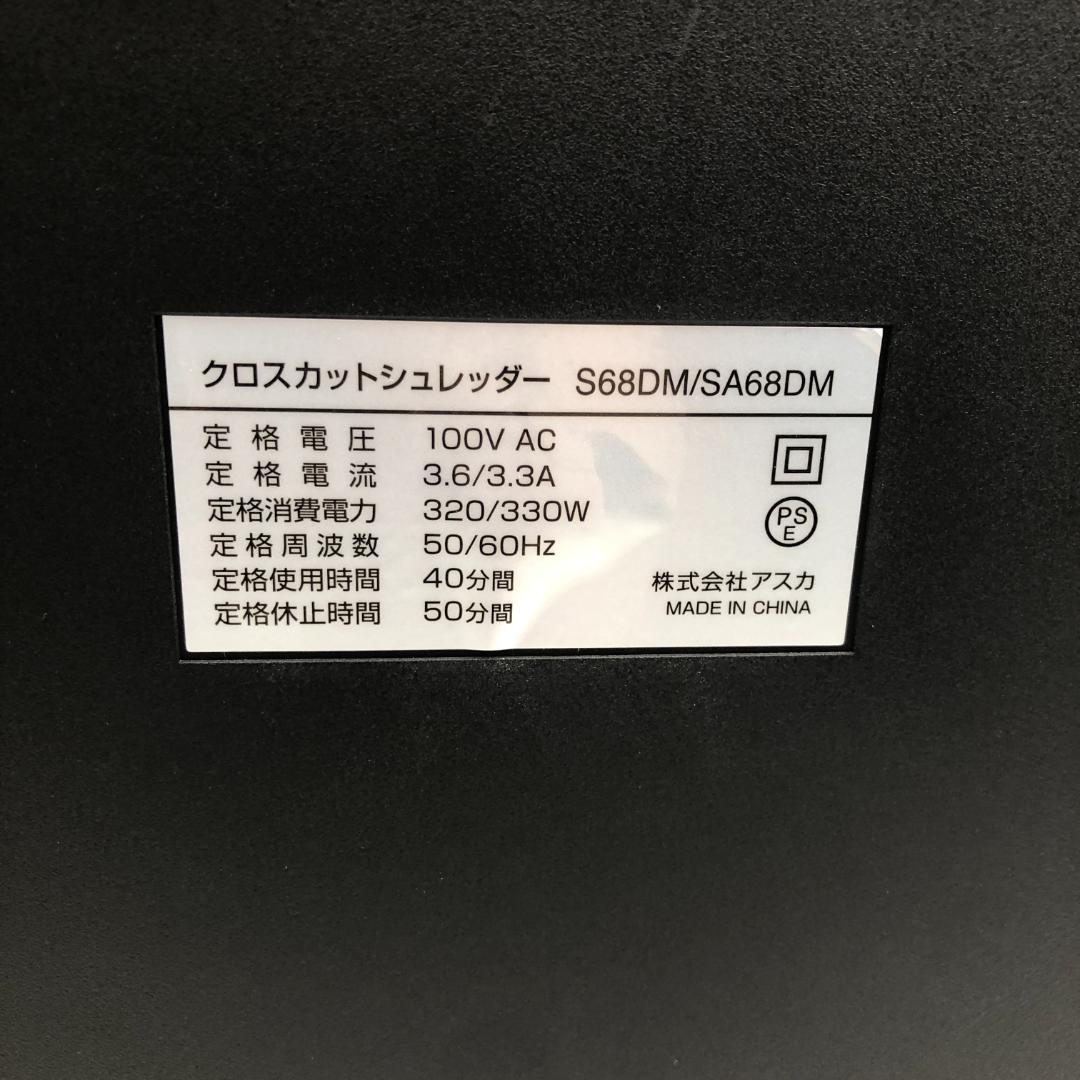 クロスカットシュレッダー S68DM/SA68DM
定格電圧 100V AC
定格電流 3.6/3.3A
定格消費電力 320/330W
定格周波数 50/60Hz
定格使用時間 40分間
定格休止時間 50分間
PS
E
株式会社アスカ
MADE IN CHINA